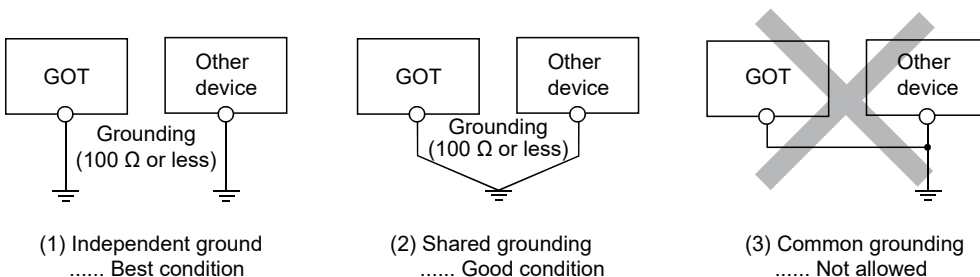 GOT
Other
device
Grounding
(100 Ω or less)
(1) Independent ground
...... Best condition
GOT
Other
device
Grounding
(100 Ω or less)
(2) Shared grounding
...... Good condition
GOT
Other
device
(3) Common grounding
...... Not allowed